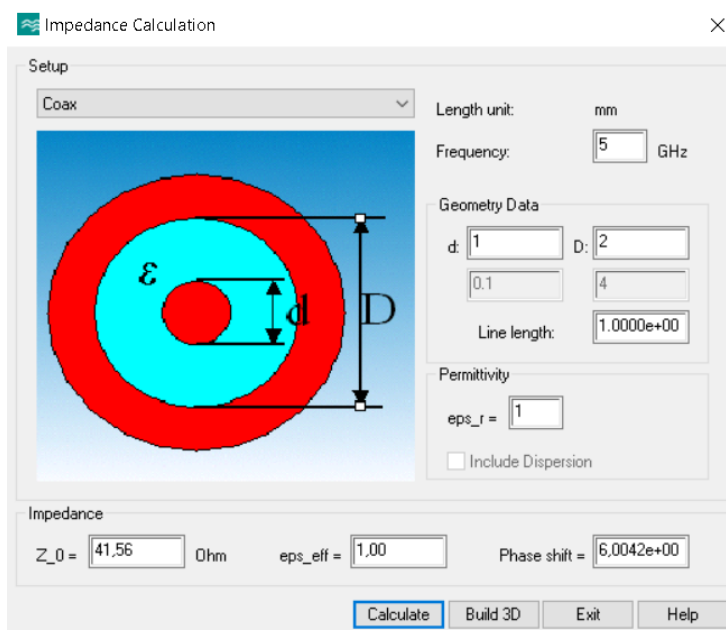 Impedance Calculation
Setup
Coax
Length unit: mm
Frequency: 5 GHz
Geometry Data
d: 1 D: 2
0.1 4
Line length: 1.0000e+00
Permittivity
eps_r = 1
Include Dispersion
ε
d
D
Impedance
Z_0 = 41,56 Ohm eps_eff = 1,00 Phase shift = 6,0042e+00
Calculate Build 3D Exit Help